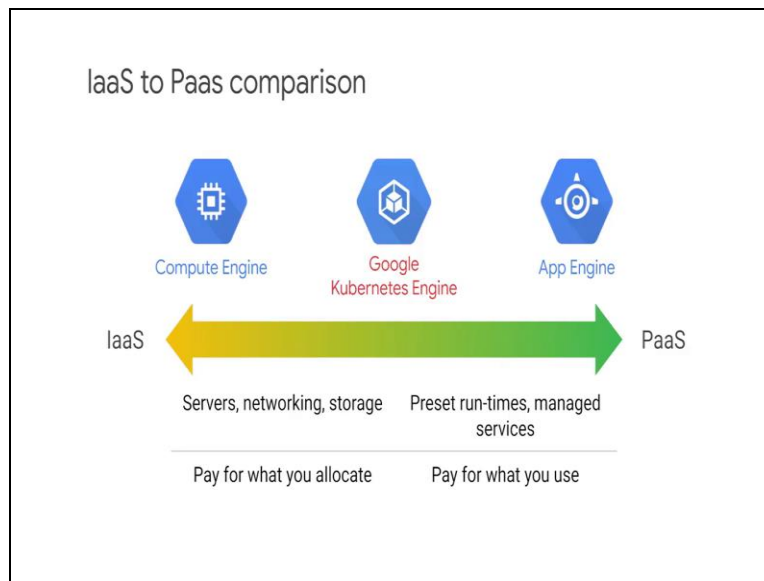 IaaS to Paas comparison
Compute Engine
Google
Kubernetes Engine
App Engine
IaaS
PaaS
Servers, networking, storage
Preset run-times, managed
services
Pay for what you allocate
Pay for what you use